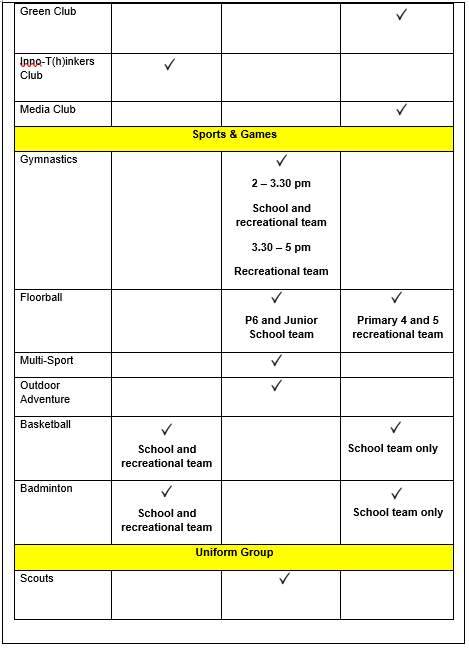 Green Club ✓
Inno-T(h)inkers
Club ✓
Media Club ✓
Sports & Games
Gymnastics ✓
2 – 3.30 pm
School and
recreational team
3.30 – 5 pm
Recreational team
Floorball ✓ ✓
P6 and Junior
School team
Primary 4 and 5
recreational team
Multi-Sport ✓
Outdoor
Adventure ✓
Basketball ✓ ✓
School and
recreational team
School team only
Badminton ✓ ✓
School and
recreational team
School team only
Uniform Group
Scouts ✓